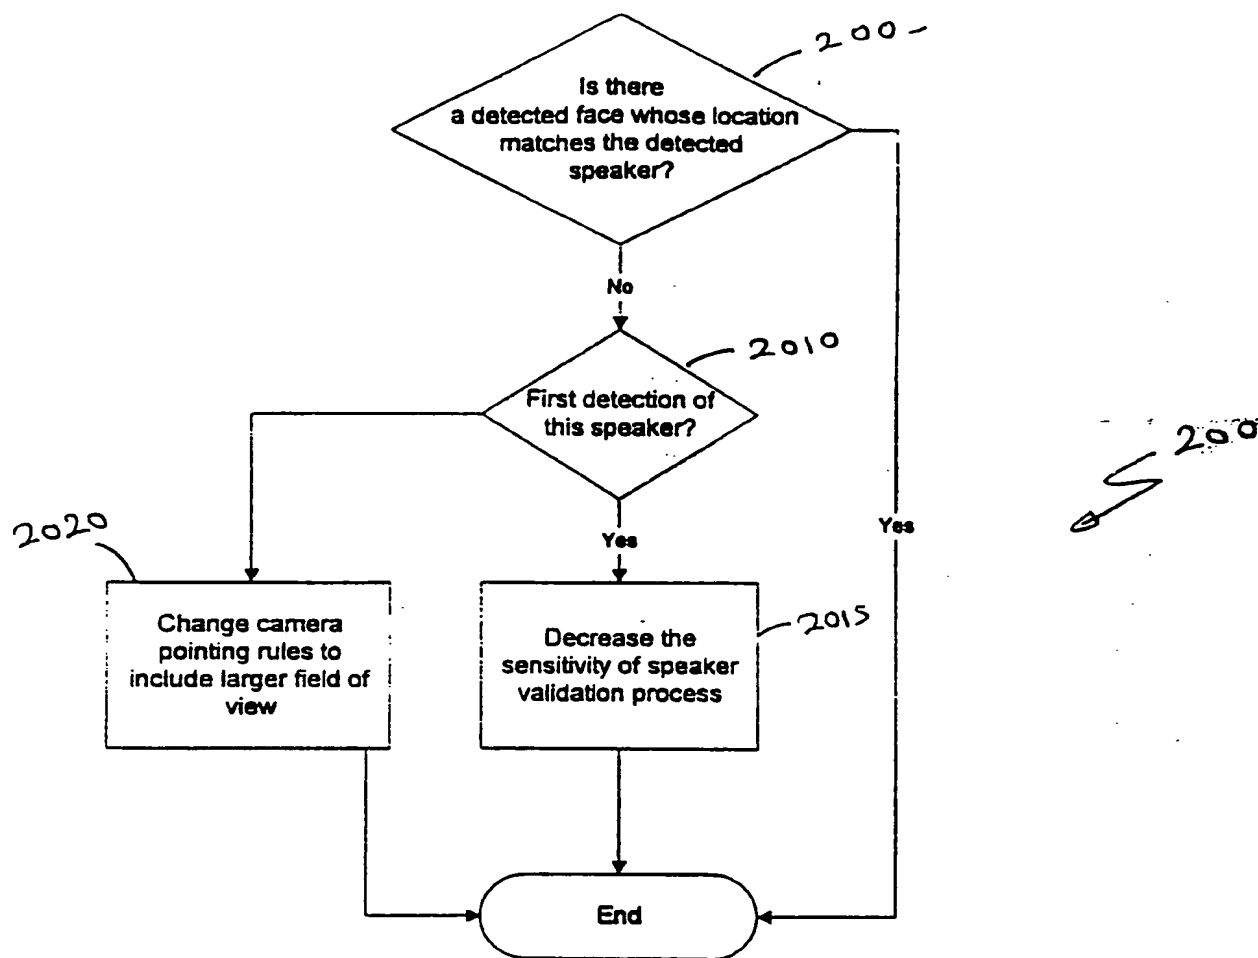 200-
Is there
a detected face whose location
matches the detected
speaker?
No
2010
First detection of
this speaker?
200
2020
Yes
Yes
Change camera
pointing rules to
include larger field of
view
Decrease the
sensitivity of speaker
validation process
2015
End